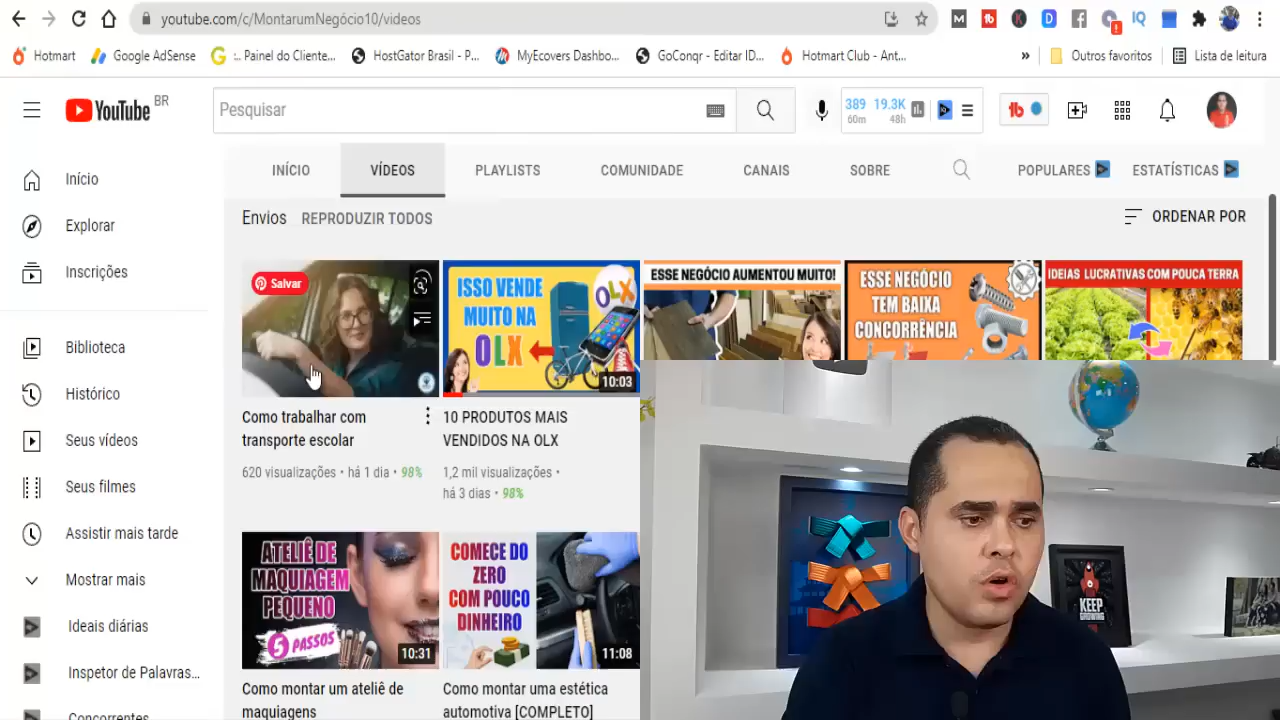 youtube.com/c/MontarumNegócio10/videos
M
tb
K
D
IQ
Hotmart
Google AdSense
:. Painel do Cliente...
HostGator Brasil - P...
MyEcovers Dashbo...
GoConqr - Editar ID...
Hotmart Club - Ant...
»
Outros favoritos
Lista de leitura
YouTube BR
Pesquisar
389 60m
19.3K 48h
tb
INÍCIO
VÍDEOS
PLAYLISTS
COMUNIDADE
CANAIS
SOBRE
POPULARES
ESTATÍSTICAS
Início
Explorar
Inscrições
Biblioteca
Histórico
Seus vídeos
Seus filmes
Assistir mais tarde
Mostrar mais
Ideais diárias
Inspetor de Palavras...
Concorrentes
Envios
REPRODUZIR TODOS
ORDENAR POR
Salvar
Como trabalhar com
transporte escolar
620 visualizações • há 1 dia • 98%
ISSO VENDE
MUITO NA
OLX
OLX
10:03
10 PRODUTOS MAIS
VENDIDOS NA OLX
1,2 mil visualizações •
há 3 dias • 98%
ESSE NEGÓCIO AUMENTOU MUITO!
ESSE NEGÓCIO
TEM BAIXA
CONCORRÊNCIA
IDEIAS LUCRATIVAS COM POUCA TERRA
ATELIÊ DE
MAQUIAGEM
PEQUENO
5 PASSOS
10:31
Como montar um ateliê de
maquiagens
COMECE DO
ZERO
COM POUCO
DINHEIRO
11:08
Como montar uma estética
automotiva [COMPLETO]
KEEP
GROWING